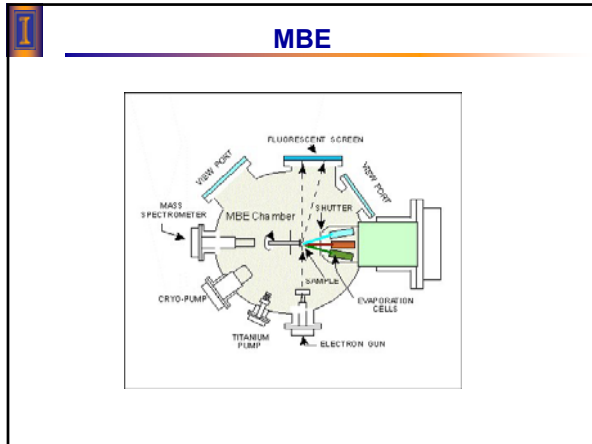 MBE
FLUORESCENT SCREEN
VIEW PORT
VIEW PORT
MASS
SPECTROMETER
MBE Chamber
SHUTTER
SAMPLE
CRYO-PUMP
EVAPORATION
CELLS
TITANIUM
PUMP
ELECTRON GUN
I